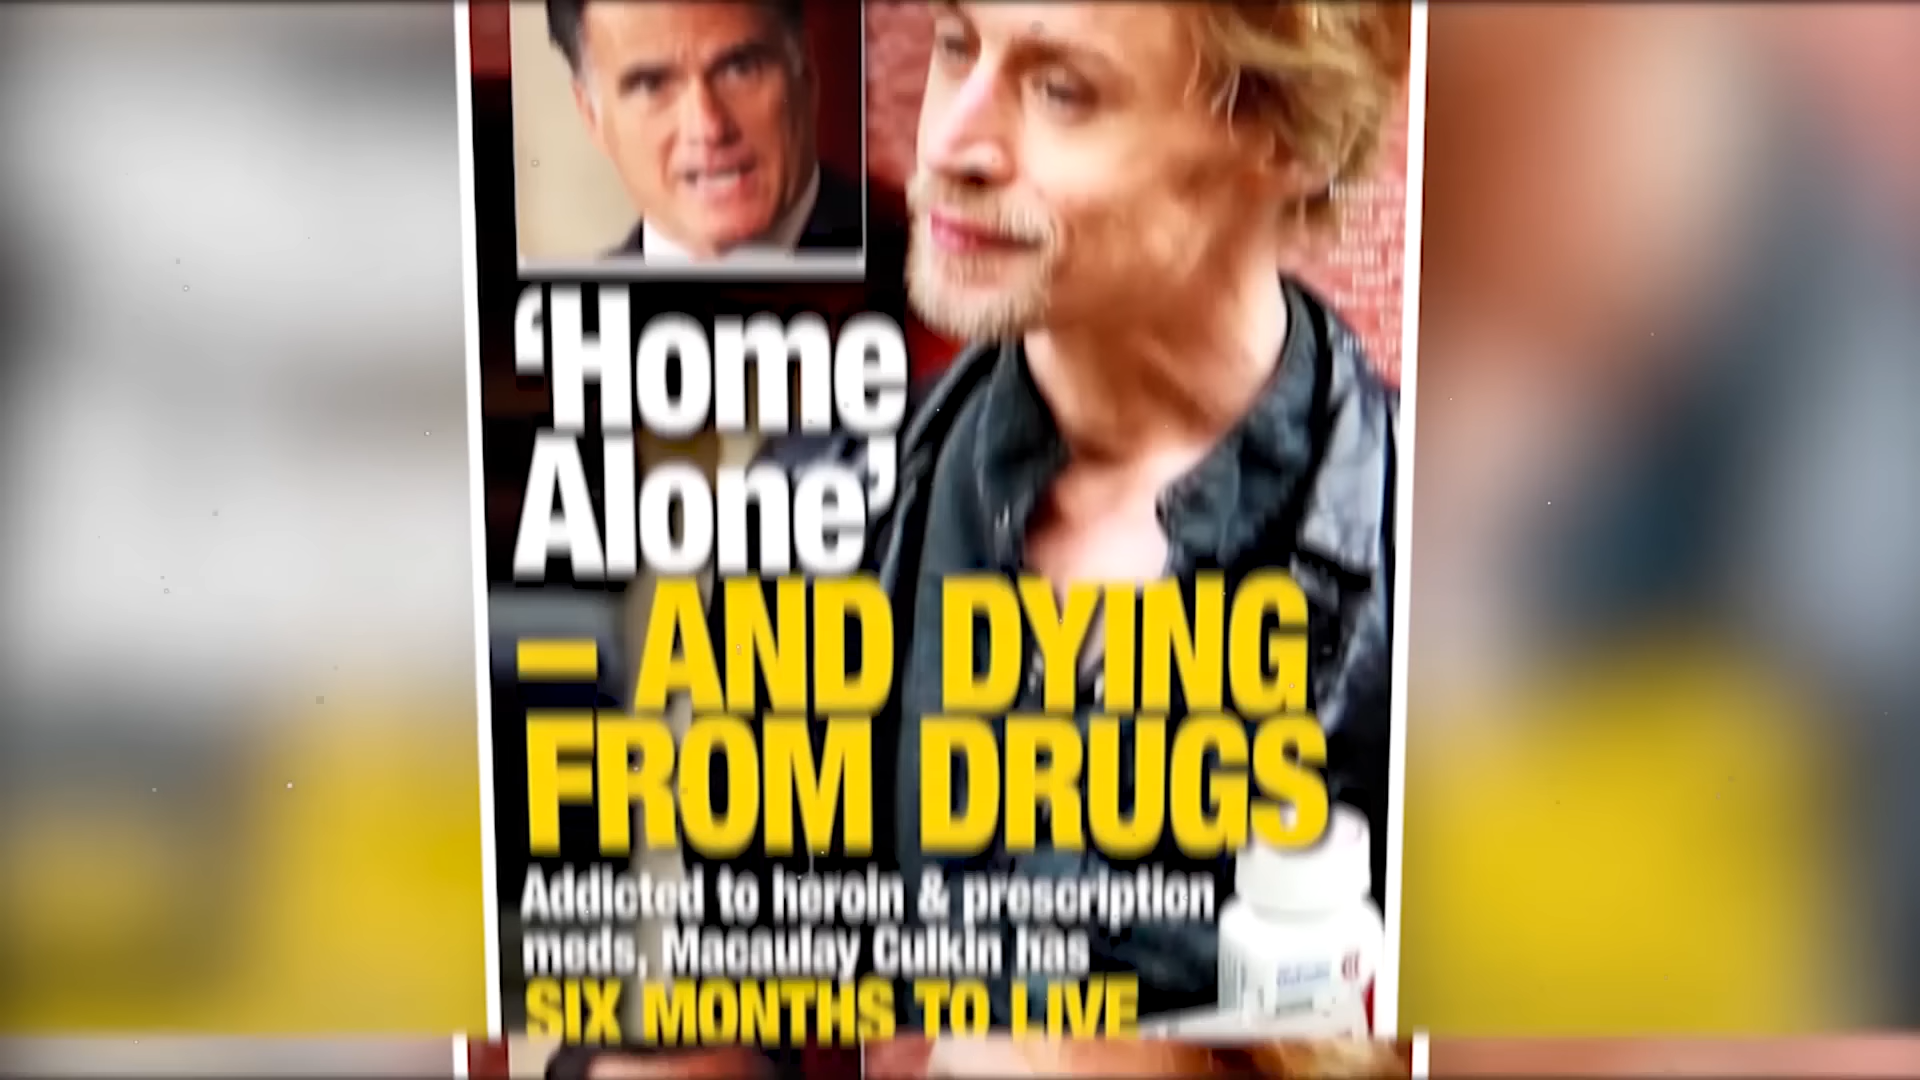 ‘Home
Alone’
– AND DYING
FROM DRUGS
Addicted to heroin & prescription
meds, Macaulay Culkin has
SIX MONTHS TO LIVE